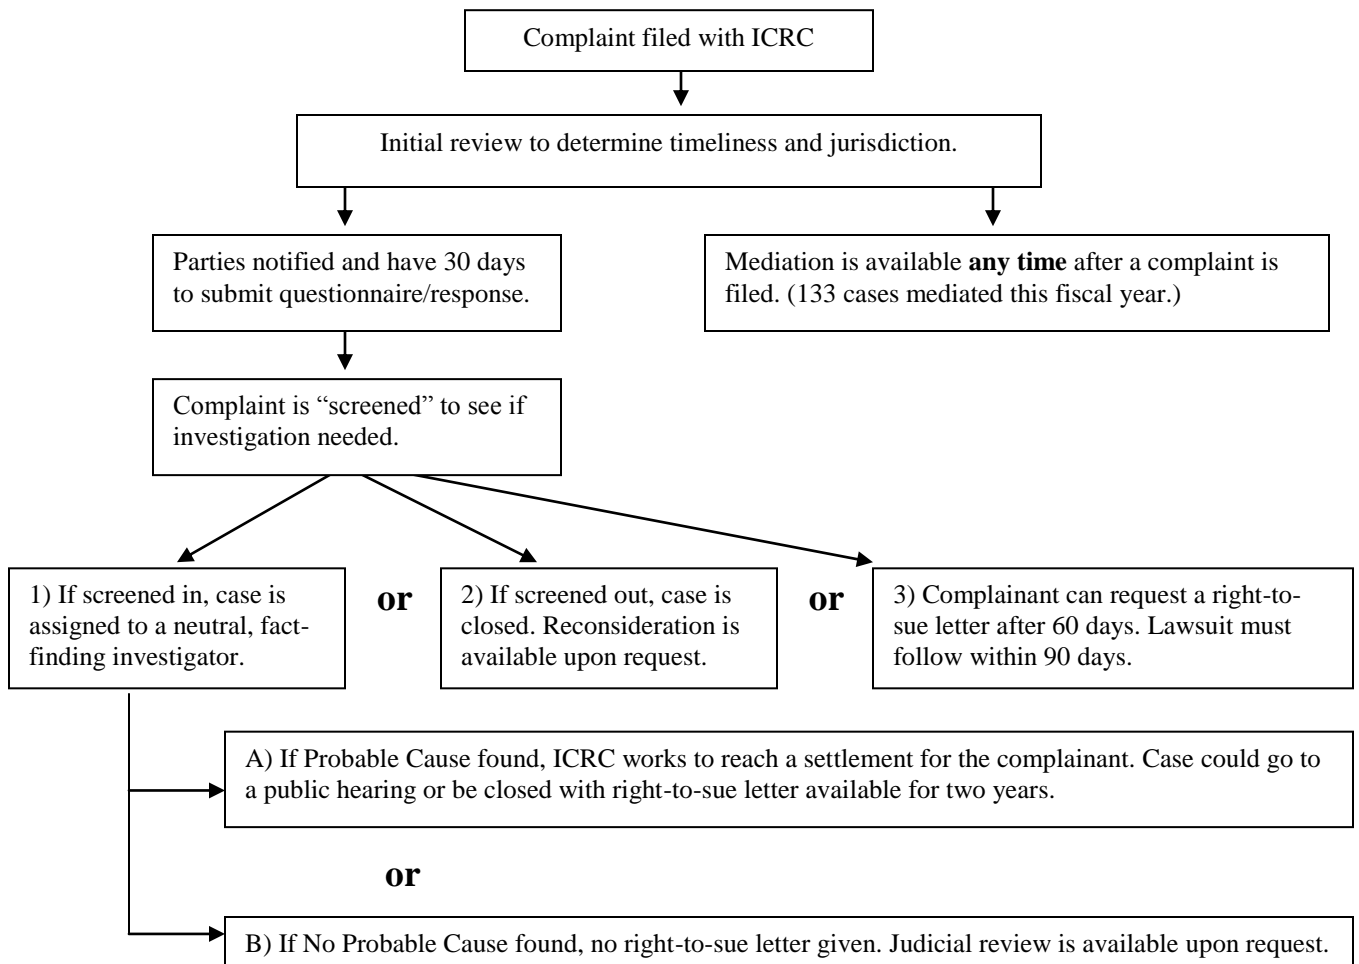 Complaint filed with ICRC
Initial review to determine timeliness and jurisdiction.
Parties notified and have 30 days
to submit questionnaire/response.
Mediation is available any time after a complaint is
filed. (133 cases mediated this fiscal year.)
Complaint is “screened” to see if
investigation needed.
1) If screened in, case is
assigned to a neutral, fact-
finding investigator.
or
2) If screened out, case is
closed. Reconsideration is
available upon request.
or
3) Complainant can request a right-to-
sue letter after 60 days. Lawsuit must
follow within 90 days.
A) If Probable Cause found, ICRC works to reach a settlement for the complainant. Case could go to
a public hearing or be closed with right-to-sue letter available for two years.
or
B) If No Probable Cause found, no right-to-sue letter given. Judicial review is available upon request.